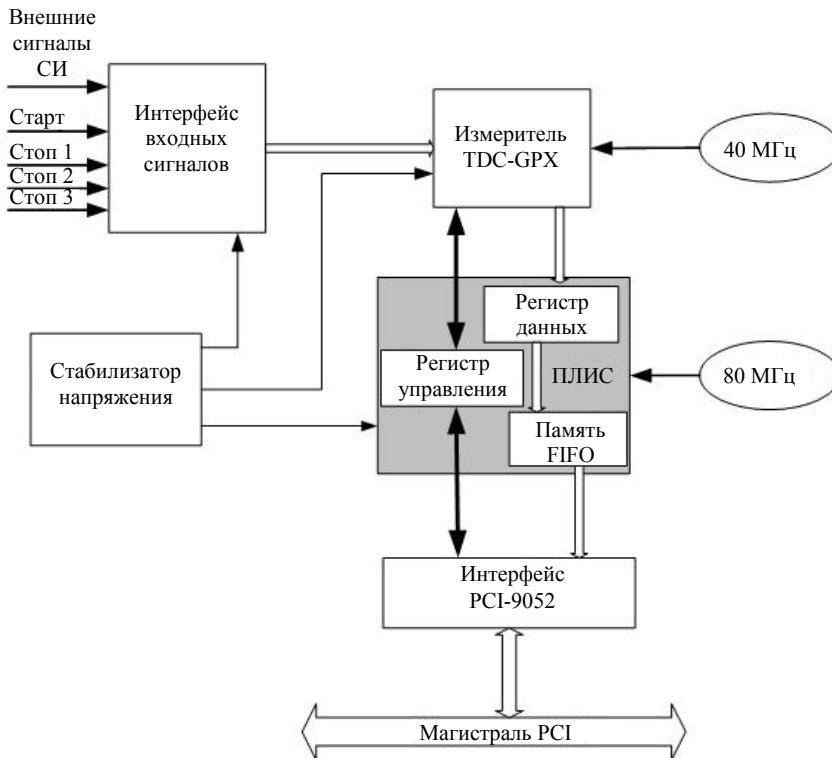 Внешние
сигналы
СИ
Старт
Стоп 1
Стоп 2
Стоп 3
Интерфейс
входных
сигналов
Измеритель
TDC-GPX
40 МГц
Стабилизатор
напряжения
Регистр
данных
Регистр
управления
ПЛИС
80 МГц
Память
FIFO
Интерфейс
PCI-9052
Магистраль PCI